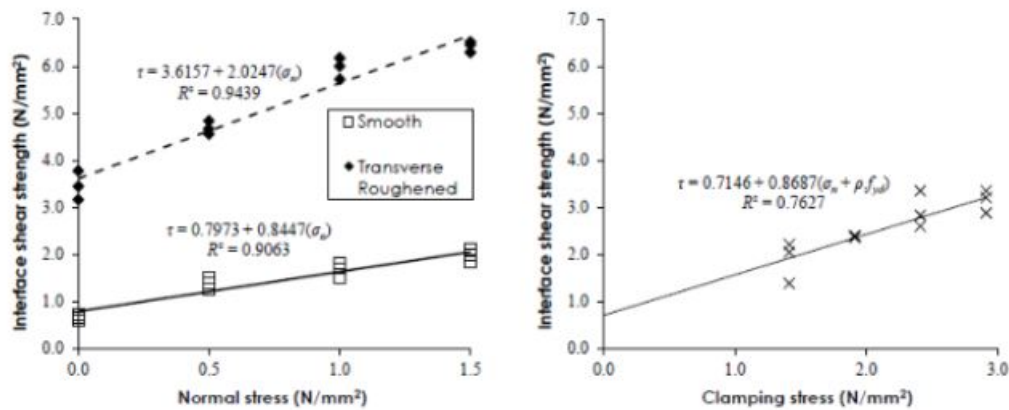 Interface shear strength (N/mm²)
7.0
6.0
5.0
4.0
3.0
2.0
1.0
0.0
τ = 3.6157 + 2.0247(σₙ)
R² = 0.9439
Smooth
Transverse
Roughened
τ = 0.7973 + 0.8447(σₙ)
R² = 0.9063
0.0 0.5 1.0 1.5
Normal stress (N/mm²)
Interface shear strength (N/mm²)
7.0
6.0
5.0
4.0
3.0
2.0
1.0
0.0
τ = 0.7146 + 0.8687(σₙ + ρfyd)
R² = 0.7627
0.0 1.0 2.0 3.0
Clamping stress (N/mm²)